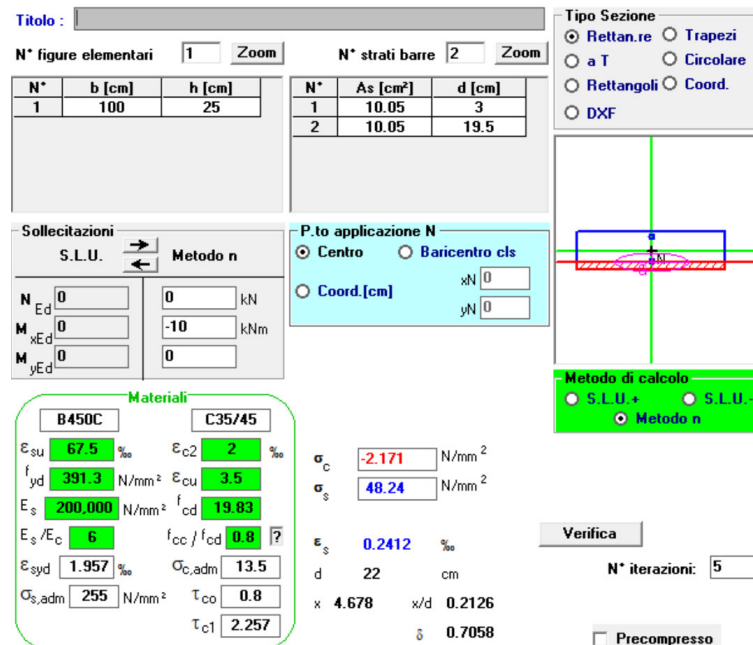 Titolo :
N° figure elementari 1 Zoom
N° strati barre 2 Zoom
N° b [cm] h [cm]
1 100 25
N° As [cm²] d [cm]
1 10.05 3
2 10.05 19.5
Tipo Sezione
Rettan.re Trapezi
a T Circolare
Rettangoli Coord.
DXF
Sollecitazioni
S.L.U. Metodo n
N Ed 0 0 kN
M xEd 0 -10 kNm
M yEd 0 0
P.to applicazione N
Centro Baricentro cls
Coord.[cm] xN 0
yN 0
N
Metodo di calcolo
S.L.U.+ S.L.U.-
Metodo n
Materiali
B450C C35/45
εsu 67.5 ‰ εc2 2 ‰
fyd 391.3 N/mm² εcu 3.5
Es 200,000 N/mm² fcd 19.83
Es/Ec 6 fcc / fcd 0.8 ?
εsyd 1.957 ‰ σc,adm 13.5
σs,adm 255 N/mm² τco 0.8
τc1 2.257
σc -2.171 N/mm²
σs 48.24 N/mm²
εs 0.2412 ‰
d 22 cm
x 4.678 x/d 0.2126
δ 0.7058
Verifica
N° iterazioni: 5
Precompresso